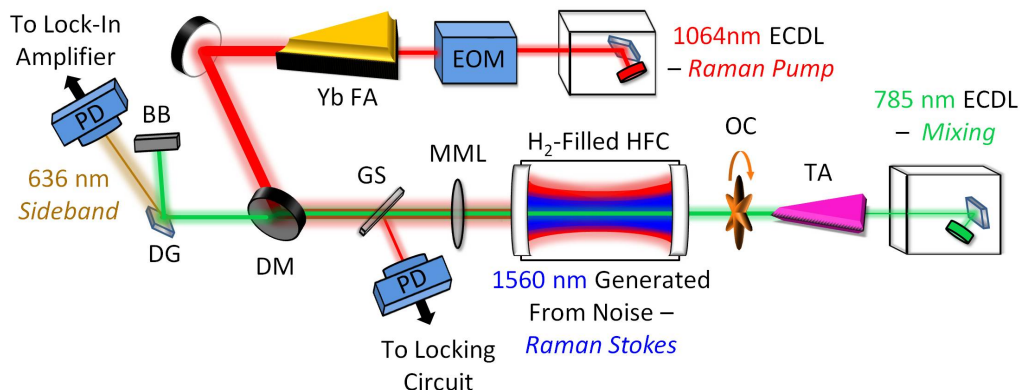 To Lock-In
Amplifier
PD
BB
636 nm
Sideband
DG
DM
Yb FA
EOM
1064nm ECDL
– Raman Pump
GS
MML
PD
To Locking
Circuit
H₂-Filled HFC
1560 nm Generated
From Noise –
Raman Stokes
OC
TA
785 nm ECDL
– Mixing